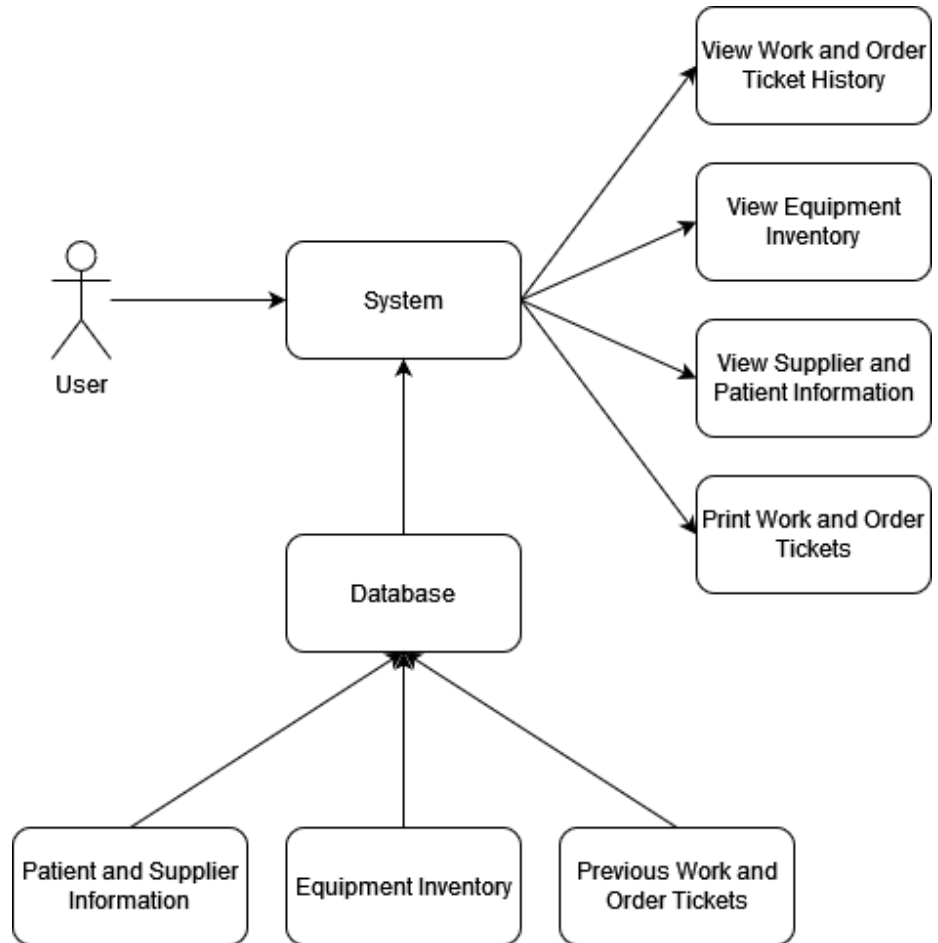 View Work and Order
Ticket History
View Equipment
Inventory
System
User
View Supplier and
Patient Information
Print Work and Order
Tickets
Database
Patient and Supplier
Information
Equipment Inventory
Previous Work and
Order Tickets